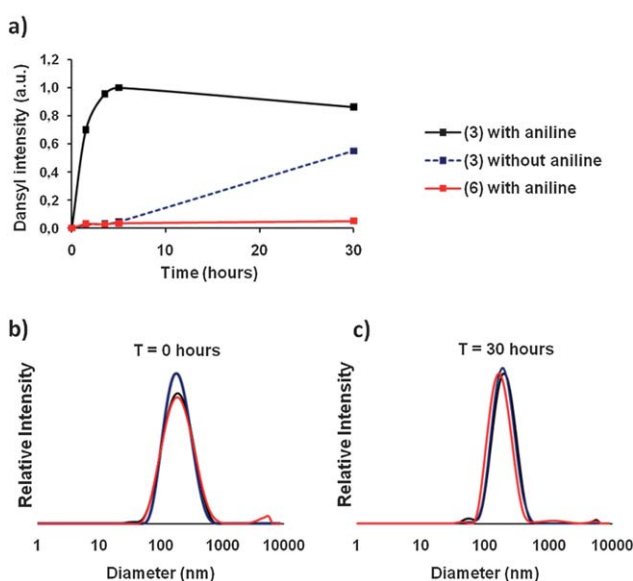 a)
Dansyl intensity (a.u.)
1,2
1,0
0,8
0,6
0,4
0,2
0,0
0
10
20
30
Time (hours)
(3) with aniline
(3) without aniline
(6) with aniline
b)
T = 0 hours
Relative Intensity
1
10
100
1000
10000
Diameter (nm)
c)
T = 30 hours
Relative Intensity
1
10
100
1000
10000
Diameter (nm)